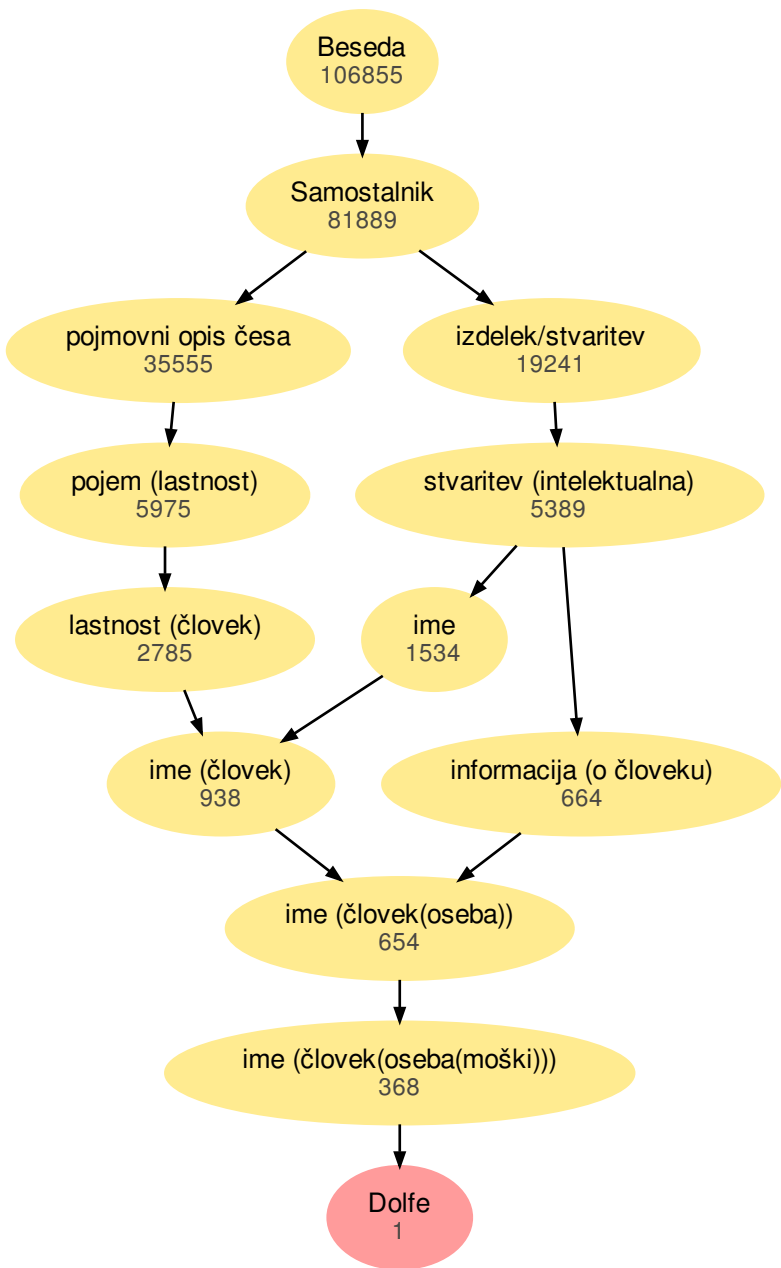 Beseda
106855
Samostalnik
81889
pojmovni opis česa
35555
izdelek/stvaritev
19241
pojem (lastnost)
5975
stvaritev (intelektualna)
5389
lastnost (človek)
2785
ime
1534
ime (človek)
938
informacija (o človeku)
664
ime (človek(oseba))
654
ime (človek(oseba(moški)))
368
Dolfe
1